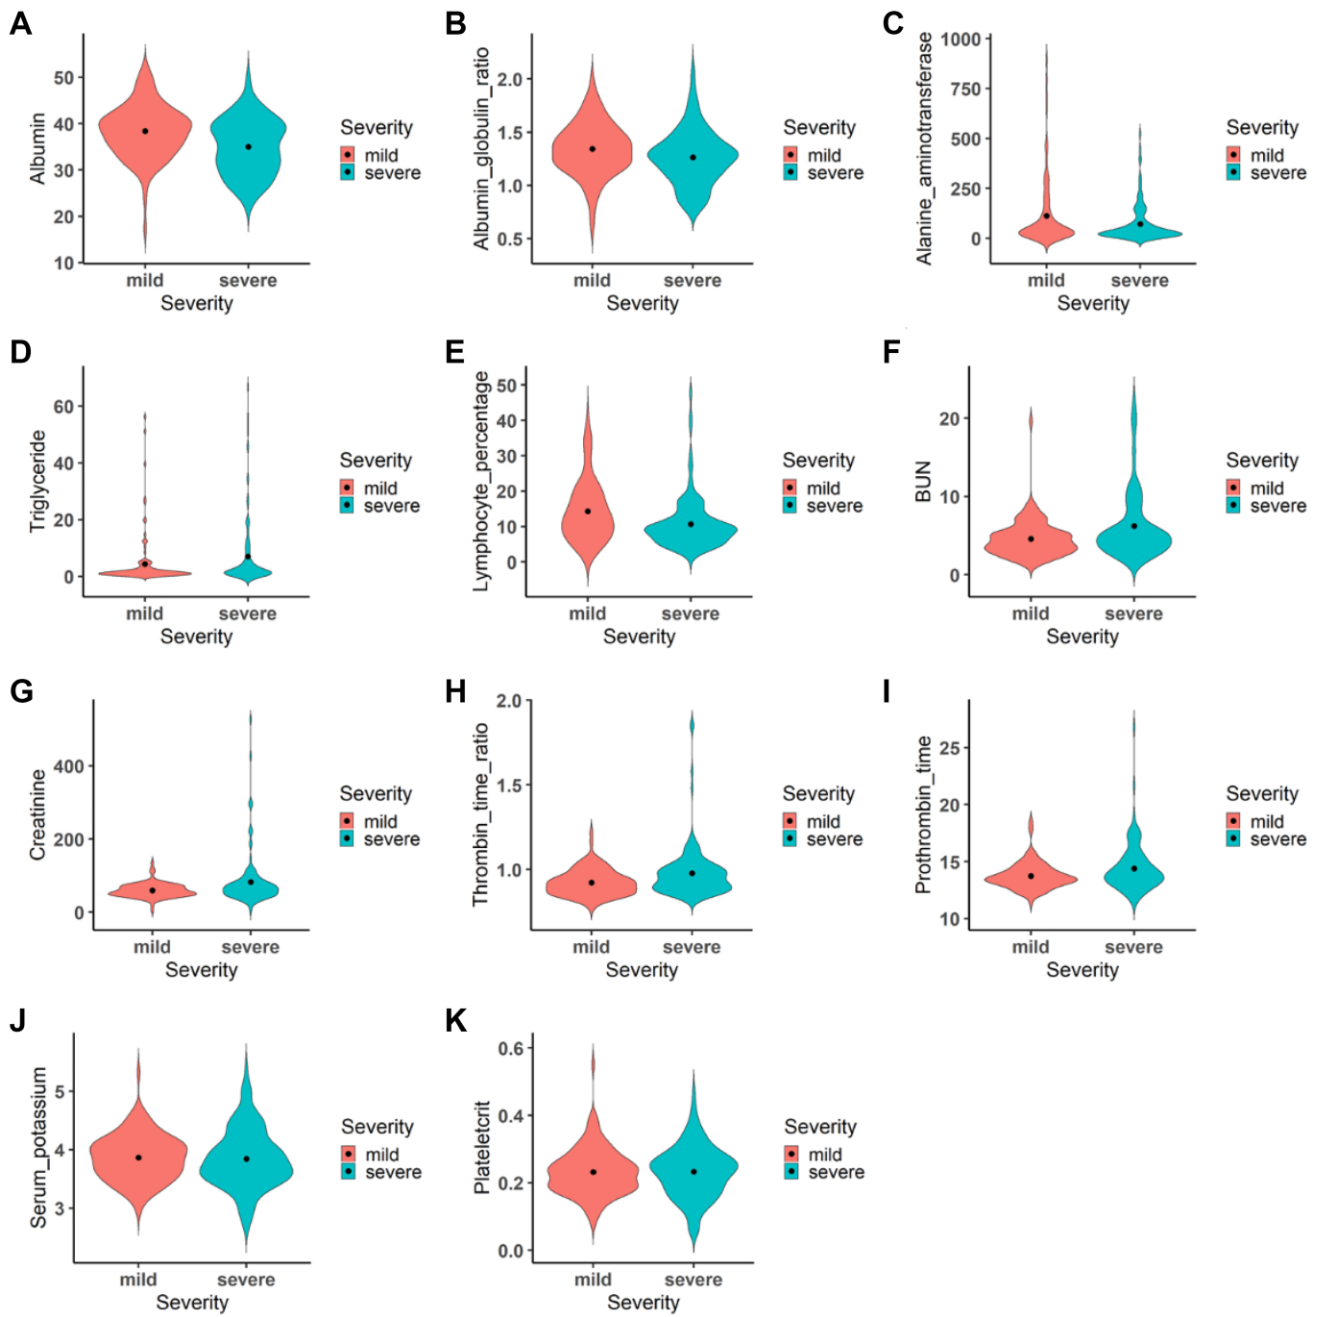 A
Albumin
50
40
30
20
10
mild
severe
Severity
Severity
mild
severe
B
Albumin_globulin_ratio
2.0
1.5
1.0
0.5
mild
severe
Severity
Severity
mild
severe
C
Alanine_aminotransferase
1000
750
500
250
0
mild
severe
Severity
Severity
mild
severe
D
Triglyceride
60
40
20
0
mild
severe
Severity
Severity
mild
severe
E
Lymphocyte_percentage
50
40
30
20
10
0
mild
severe
Severity
Severity
mild
severe
F
BUN
20
10
0
mild
severe
Severity
Severity
mild
severe
G
Creatinine
400
200
0
mild
severe
Severity
Severity
mild
severe
H
Thrombin_time_ratio
2.0
1.5
1.0
mild
severe
Severity
Severity
mild
severe
I
Prothrombin_time
25
20
15
10
mild
severe
Severity
Severity
mild
severe
J
Serum_potassium
5
4
3
mild
severe
Severity
Severity
mild
severe
K
Plateletcrit
0.6
0.4
0.2
0.0
mild
severe
Severity
Severity
mild
severe